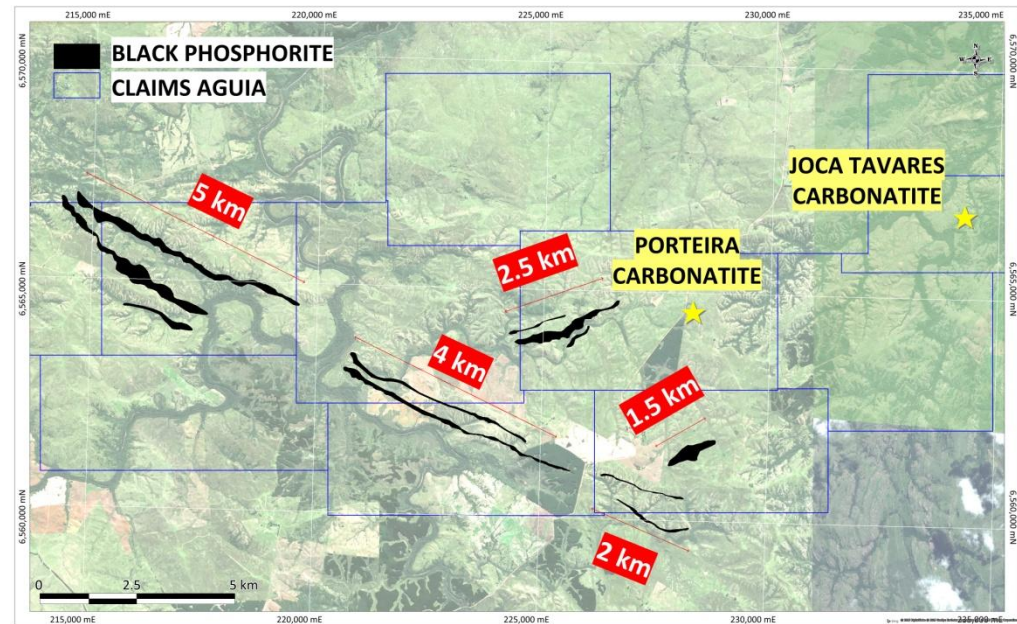 215,000 mE
220,000 mE
225,000 mE
230,000 mE
235,000 mE
6,570,000 mN
6,570,000 mN
BLACK PHOSPHORITE
CLAIMS AGUIA
N
W
E
S
JOCA TAVARES
CARBONATITE
5 km
PORTEIRA
CARBONATITE
2.5 km
6,565,000 mN
6,565,000 mN
4 km
1.5 km
6,560,000 mN
6,560,000 mN
2 km
0
2.5
5 km
215,000 mE
220,000 mE
225,000 mE
230,000 mE
235,000 mE